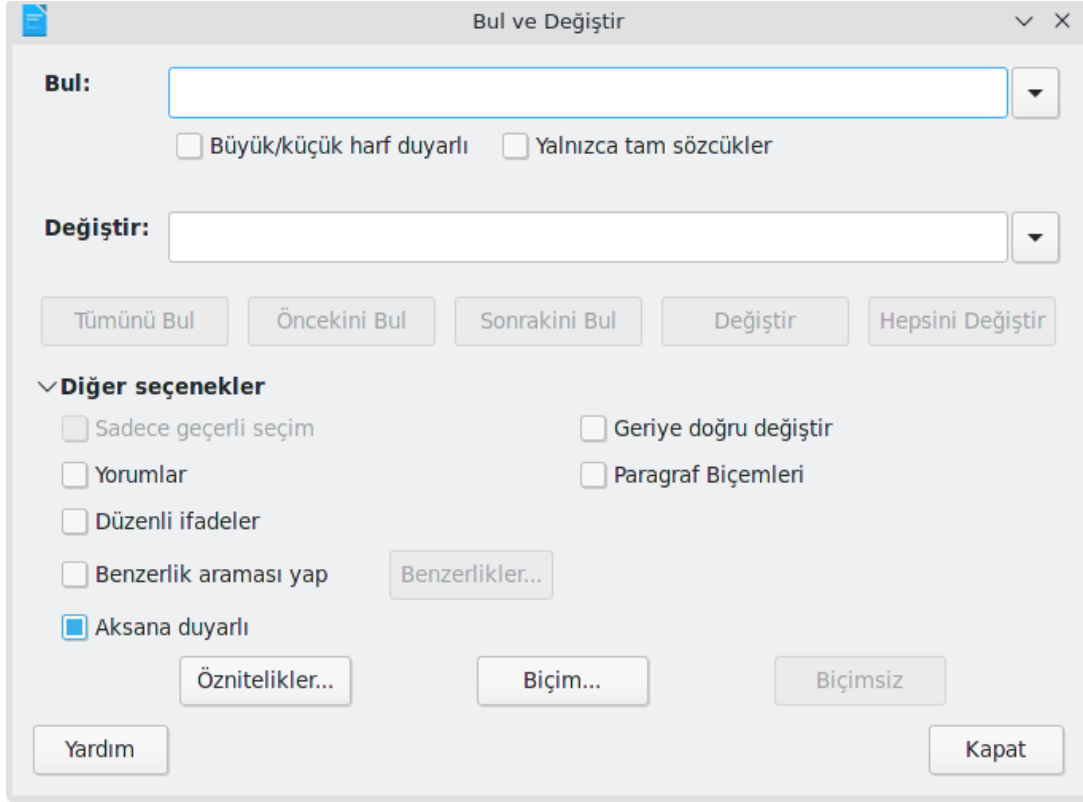 Bul ve Değiştir
Bul:
Büyük/küçük harf duyarlı Yalnızca tam sözcükler
Değiştir:
Tümünü Bul Öncekini Bul Sonrakini Bul Değiştir Hepsini Değiştir
Diğer seçenekler
Sadece geçerli seçim Geriye doğru değiştir
Yorumlar Paragraf Biçemleri
Düzenli ifadeler
Benzerlik araması yap Benzerlikler...
Aksana duyarlı
Öznitelikler... Biçim... Biçimsiz
Yardım Kapat